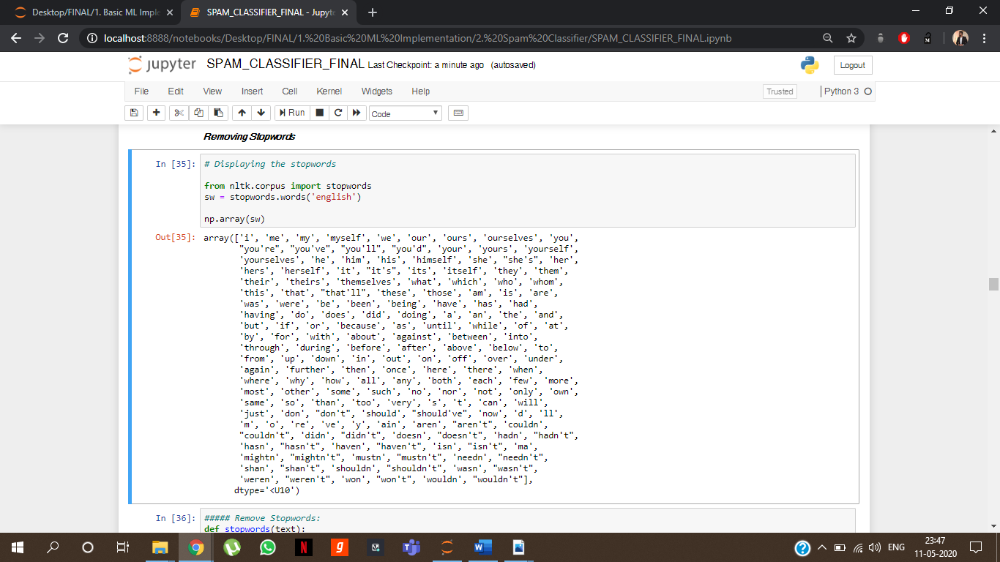 Desktop/FINAL/1. Basic ML Imple
SPAM_CLASSIFIER_FINAL - Jupyte
localhost:8888/notebooks/Desktop/FINAL/1.%20Basic%20ML%20Implementation/2.%20Spam%20Classifier/SPAM_CLASSIFIER_FINAL.ipynb
jupyter SPAM_CLASSIFIER_FINAL Last Checkpoint: a minute ago (autosaved)
Logout
File Edit View Insert Cell Kernel Widgets Help
Trusted
Python 3
Run
Code
Removing Stopwords
In [35]: # Displaying the stopwords
from nltk.corpus import stopwords
sw = stopwords.words('english')
np.array(sw)
Out[35]: array(['i', 'me', 'my', 'myself', 'we', 'our', 'ours', 'ourselves', 'you',
"you're", "you've", "you'll", "you'd", 'your', 'yours', 'yourself',
'yourselves', 'he', 'him', 'his', 'himself', 'she', "she's", 'her',
'hers', 'herself', 'it', "it's", 'its', 'itself', 'they', 'them',
'their', 'theirs', 'themselves', 'what', 'which', 'who', 'whom',
'this', 'that', "that'll", 'these', 'those', 'am', 'is', 'are',
'was', 'were', 'be', 'been', 'being', 'have', 'has', 'had',
'having', 'do', 'does', 'did', 'doing', 'a', 'an', 'the', 'and',
'but', 'if', 'or', 'because', 'as', 'until', 'while', 'of', 'at',
'by', 'for', 'with', 'about', 'against', 'between', 'into',
'through', 'during', 'before', 'after', 'above', 'below', 'to',
'from', 'up', 'down', 'in', 'out', 'on', 'off', 'over', 'under',
'again', 'further', 'then', 'once', 'here', 'there', 'when',
'where', 'why', 'how', 'all', 'any', 'both', 'each', 'few', 'more',
'most', 'other', 'some', 'such', 'no', 'nor', 'not', 'only', 'own',
'same', 'so', 'than', 'too', 'very', 's', 't', 'can', 'will',
'just', 'don', "don't", 'should', "should've", 'now', 'd', 'll',
'm', 'o', 're', 've', 'y', 'ain', 'aren', "aren't", 'couldn',
"couldn't", 'didn', "didn't", 'doesn', "doesn't", 'hadn', "hadn't",
'hasn', "hasn't", 'haven', "haven't", 'isn', "isn't", 'ma',
'mightn', "mightn't", 'mustn', "mustn't", 'needn', "needn't",
'shan', "shan't", 'shouldn', "shouldn't", 'wasn', "wasn't",
'weren', "weren't", 'won', "won't", 'wouldn', "wouldn't"],
dtype='<U10')
In [36]: ##### Remove Stopwords:
def stopwords(text):
ENG
23:47
11-05-2020